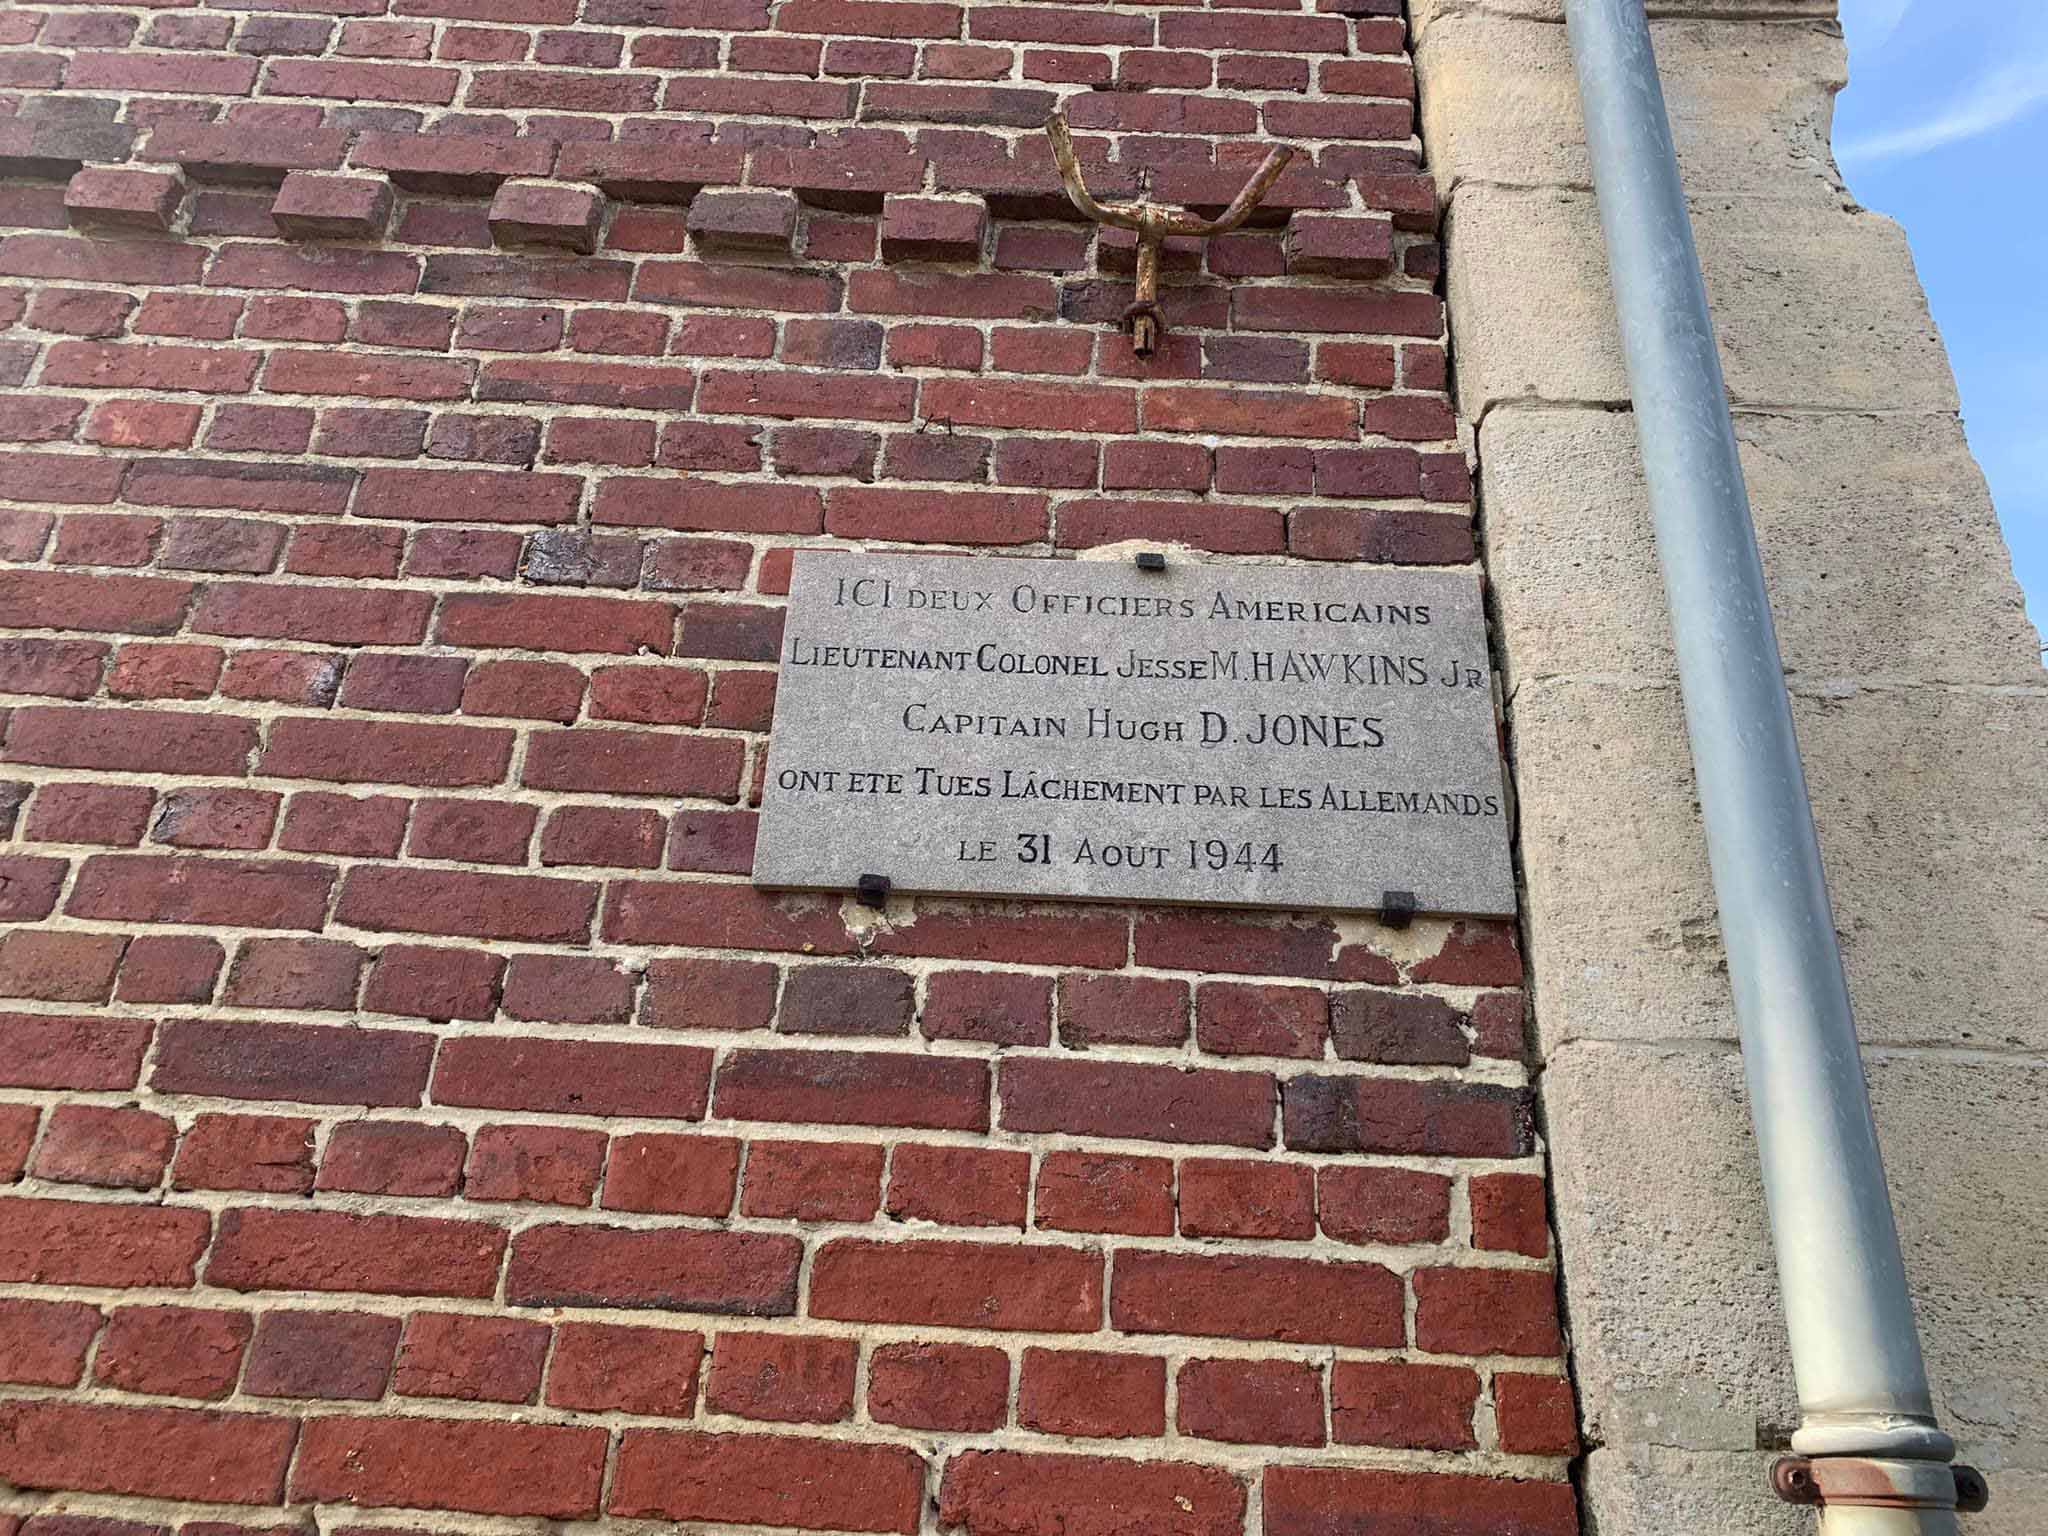 ICI DEUX OFFICIERS AMERICAINS
LIEUTENANT COLONEL JESSE M. HAWKINS JR
CAPITAIN HUGH D. JONES
ONT ETE TUES LÂCHEMENT PAR LES ALLEMANDS
LE 31 AOUT 1944